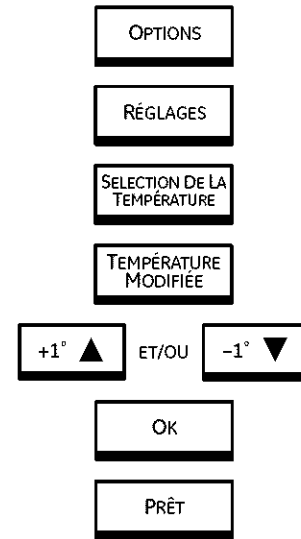 OPTIONS
RÉGLAGES
SELECTION DE LA
TEMPÉRATURE
TEMPÉRATURE
MODIFIÉE
+1° ▲ ET/OU -1° ▼
OK
PRÊT